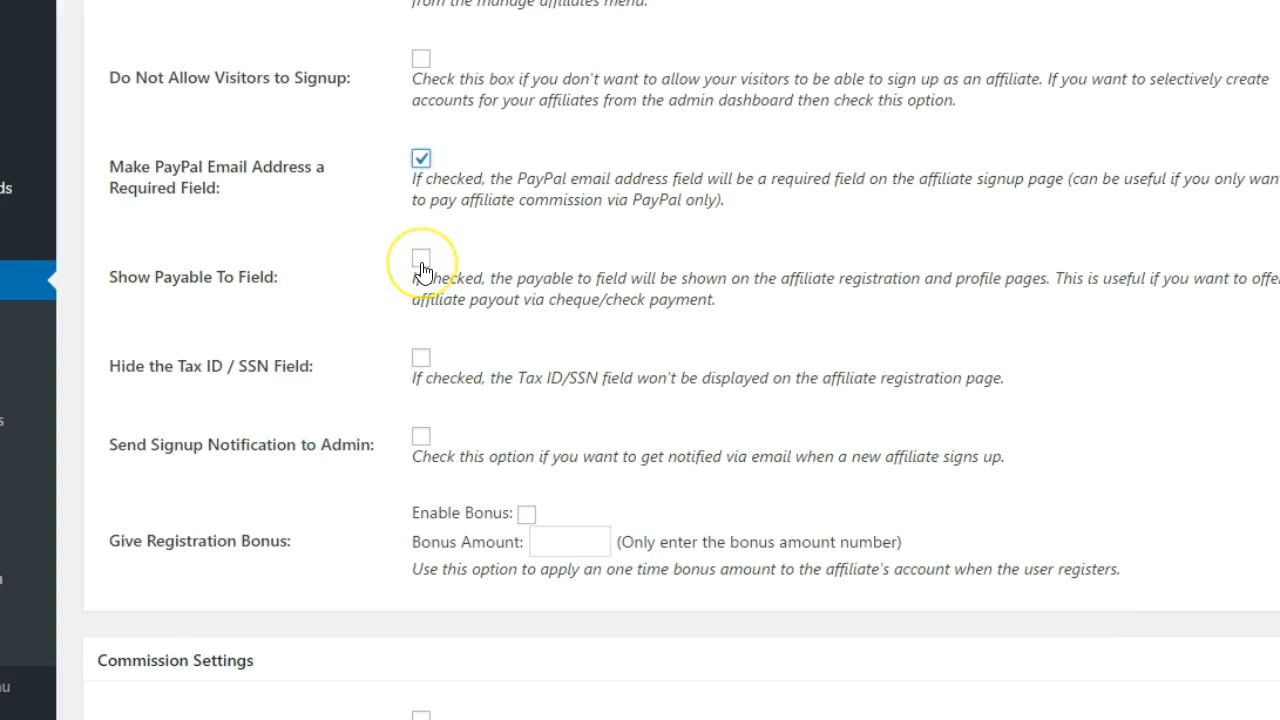 from the manage affiliates menu.
Do Not Allow Visitors to Signup:
Check this box if you don't want to allow your visitors to be able to sign up as an affiliate. If you want to selectively create
accounts for your affiliates from the admin dashboard then check this option.
Make PayPal Email Address a
Required Field:
If checked, the PayPal email address field will be a required field on the affiliate signup page (can be useful if you only wan
to pay affiliate commission via PayPal only).
ds
Show Payable To Field:
If checked, the payable to field will be shown on the affiliate registration and profile pages. This is useful if you want to offe
affiliate payout via cheque/check payment.
Hide the Tax ID / SSN Field:
If checked, the Tax ID/SSN field won't be displayed on the affiliate registration page.
s
Send Signup Notification to Admin:
Check this option if you want to get notified via email when a new affiliate signs up.
Give Registration Bonus:
Enable Bonus:
Bonus Amount: (Only enter the bonus amount number)
Use this option to apply an one time bonus amount to the affiliate's account when the user registers.
Commission Settings
nu